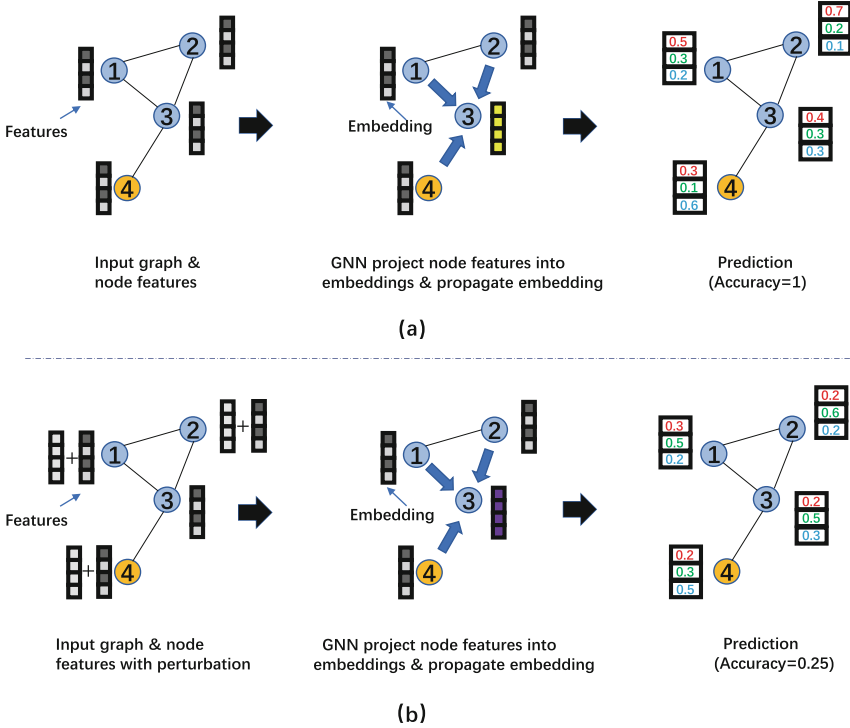 2
0.7
0.2
0.1
1
0.5
0.3
0.2
3
Features
Embedding
0.4
0.3
0.3
4
0.3
0.1
0.6
1
2
3
4
1
2
3
4
Input graph &
node features
GNN project node features into
embeddings & propagate embedding
Prediction
(Accuracy=1)
(a)
2
+
0.2
0.6
0.2
1
+
0.3
0.5
0.2
3
Features
Embedding
0.2
0.5
0.3
4
+
0.2
0.3
0.5
1
2
3
4
1
2
3
4
Input graph & node
features with perturbation
GNN project node features into
embeddings & propagate embedding
Prediction
(Accuracy=0.25)
(b)